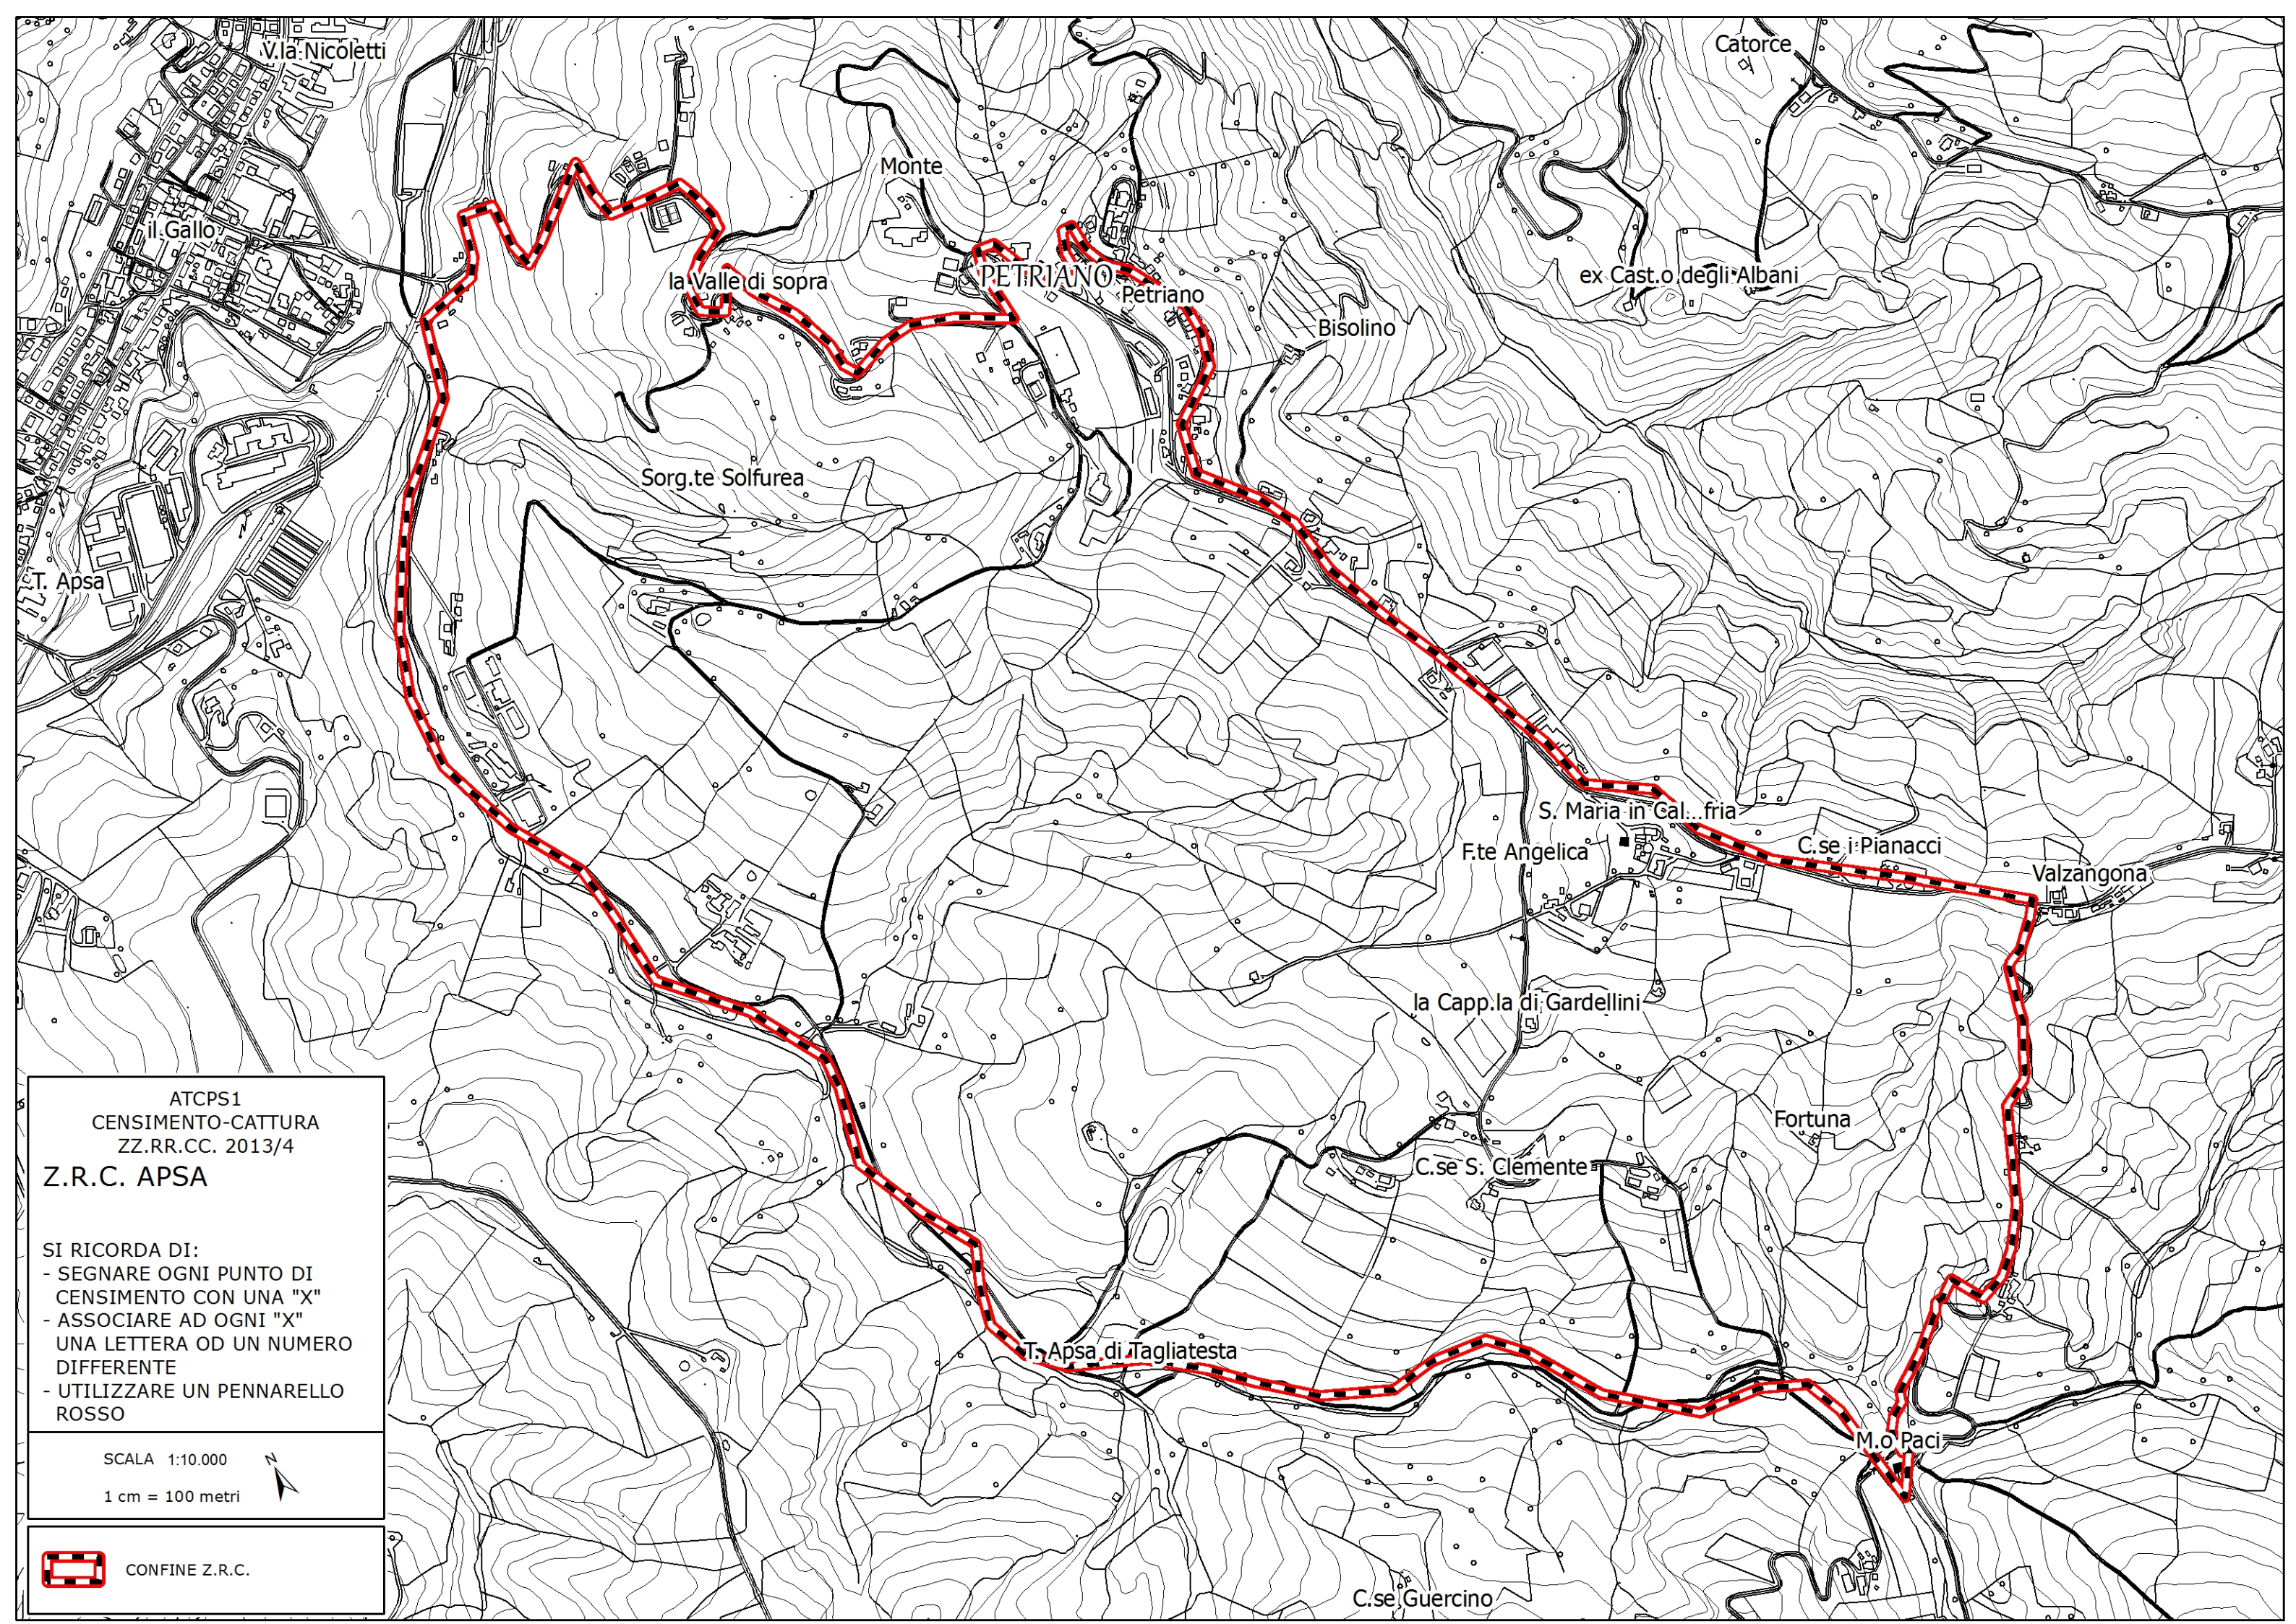 V.la Nicoletti
Catorce
Monte
il Gallo
ex Cast.o degli Albani
PETRIANO
la Valle di sopra
Petriano
Bisolino
Sorg.te Solfurea
T. Apsa
S. Maria in Cal...fria
C.se i Pianacci
F.te Angelica
Valzangona
la Capp.la di Gardellini
Fortuna
C.se S. Clemente
T. Apsa di Tagliatesta
M.o Paci
C.se Guercino
ATCPS1
CENSIMENTO-CATTURA
ZZ.RR.CC. 2013/4
Z.R.C. APSA
SI RICORDA DI:
- SEGNARE OGNI PUNTO DI
CENSIMENTO CON UNA "X"
- ASSOCIARE AD OGNI "X"
UNA LETTERA OD UN NUMERO
DIFFERENTE
- UTILIZZARE UN PENNARELLO
ROSSO
SCALA 1:10.000
N
1 cm = 100 metri
CONFINE Z.R.C.